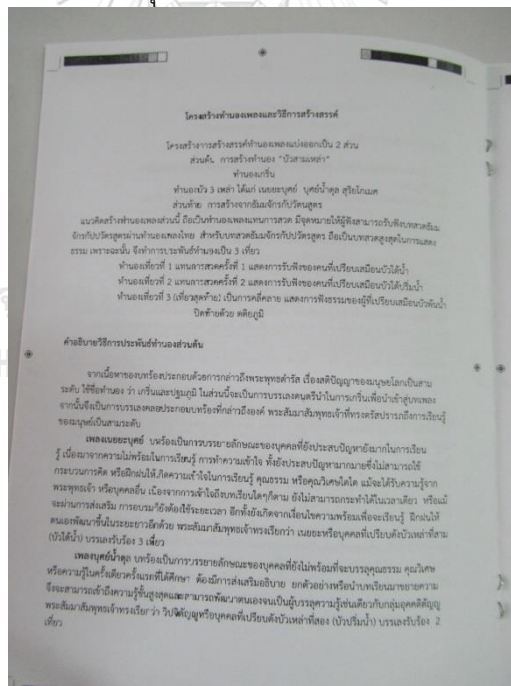 โครงสร้างทำนองเพลงและวิธีการสร้างสรรค์
โครงสร้างการสร้างสรรค์ทำนองเพลงแบ่งออกเป็น 2 ส่วน
ส่วนต้น การสร้างทำนอง "บัวสามเหล่า"
ทำนองเกริ่น
ทำนองบัว 3 เหล่า ได้แก่ เนยยะบุคย์ บุคย์น้ำดุล สุริยโกเมศ
ส่วนท้าย การสร้างจากธัมมจักรกัปวัตนสูตร
แนวคิดสร้างทำนองเพลงส่วนนี้ ถือเป็นทำนองเพลงแทนการสวด มีจุดหมายให้ผู้ฟังสามารถรับฟังบทสวดธัมม
จักรกัปปวัตรสูตรผ่านทำนองเพลงไทย สำหรับบทสวดธัมมจักรกัปวัตรสูตร ถือเป็นบทสวดสูงสุดในการแสดง
ธรรม เพราะฉะนั้น จึงทำการประพันธ์ทำนองเป็น 3 เที่ยว
ทำนองเที่ยวที่ 1 แทนการสวดครั้งที่ 1 แสดงการรับฟังของคนที่เปรียบเสมือนบัวใต้น้ำ
ทำนองเที่ยวที่ 2 แทนการสวดครั้งที่ 2 แสดงการรับฟังของคนที่เปรียบเสมือนบัวปริ่มน้ำ
ทำนองเที่ยวที่ 3 (เที่ยวสุดท้าย) เป็นการคลี่คลาย แสดงการฟังธรรมของผู้ที่เปรียบเสมือนบัวพ้นน้ำ
ปิดท้ายด้วย ตติยภูมิ
คำอธิบายวิธีการประพันธ์ทำนองส่วนต้น
จากเนื้อหาของบทร้องประกอบด้วยการกล่าวถึงพระพุทธดำรัส เรื่องสติปัญญาของมนุษยโลกเป็นสาม
ระดับ ใช้ชื่อทำนอง ว่า เกริ่นและปฐมภูมิ ในส่วนนี้จะเป็นการบรรเลงดนตรีนำในการเกริ่นเพื่อนำเข้าสู่บทเพลง
จากนั้นจึงเป็นการบรรเลงคลอประกอบบทร้องที่กล่าวถึงองค์ พระสัมมาสัมพุทธเจ้าที่ทรงตรัสปรารถถึงการเรียนรู้
ของมนุษย์เป็นสามระดับ
เพลงเนยยะบุคย์ บทร้องเป็นการบรรยายลักษณะของบุคคลที่ยังประสบปัญหายังมากในการเรียน
รู้ เนื่องมาจากความไม่พร้อมในการเรียนรู้ การทำความเข้าใจ ทั้งยังประสบปัญหามากมายซึ่งไม่สามารถใช้
กระบวนการคิด หรือฝึกฝนให้เกิดความเข้าใจในการเรียนรู้ คุณธรรม หรือคุณวิเศษใดใด แม้จะได้รับความรู้จาก
พระพุทธเจ้า หรือบุคคลอื่น เนื่องจากการเข้าใจถึงบทเรียนใดๆก็ตาม ยังไม่สามารถกระทำได้ในเวลาเดียว หรือแม้
จะผ่านการส่งเสริม การอบรมก็ยังต้องใช้ระยะเวลา อีกทั้งยังเกิดจากเงื่อนไขความพร้อมเพื่อจะเรียนรู้ ฝึกฝนให้
ตนเองพัฒนาขึ้นในระยะยาวอีกด้วย พระสัมมาสัมพุทธเจ้าทรงเรียกว่า เนยยะหรือบุคคลที่เปรียบดังบัวเหล่าที่สาม
(บัวใต้น้ำ) บรรเลงรับร้อง 3 เที่ยว
เพลงบุคย์น้ำดุล บทร้องเป็นการบรรยายลักษณะของบุคคลที่ยังไม่พร้อมที่จะบรรลุคุณธรรม คุณวิเศษ
หรือความรู้ในครั้งเดียวครั้งแรกที่ได้ศึกษา ต้องมีการส่งเสริมอธิบาย ยกตัวอย่างหรือนำบทเรียนมาขยายความ
จึงจะสามารถเข้าถึงความรู้ขั้นสูงสุดและสามารถพัฒนาตนเองจนเป็นผู้บรรลุความรู้เช่นเดียวกับกลุ่มอุคคติตัญญู
พระสัมมาสัมพุทธเจ้าทรงเรียกว่า วิปจิตัญญูหรือบุคคลที่เปรียบดังบัวเหล่าที่สอง (บัวปริ่มน้ำ) บรรเลงรับร้อง 2
เที่ยว